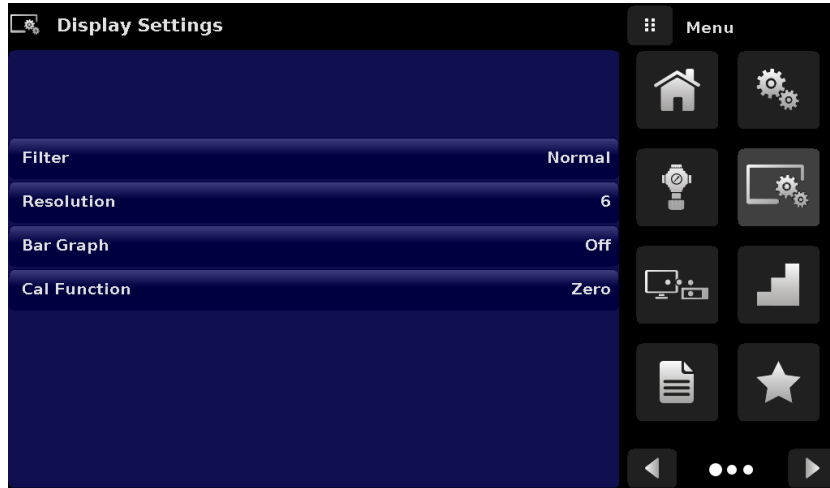 Display Settings
Menu
Filter Normal
Resolution 6
Bar Graph Off
Cal Function Zero